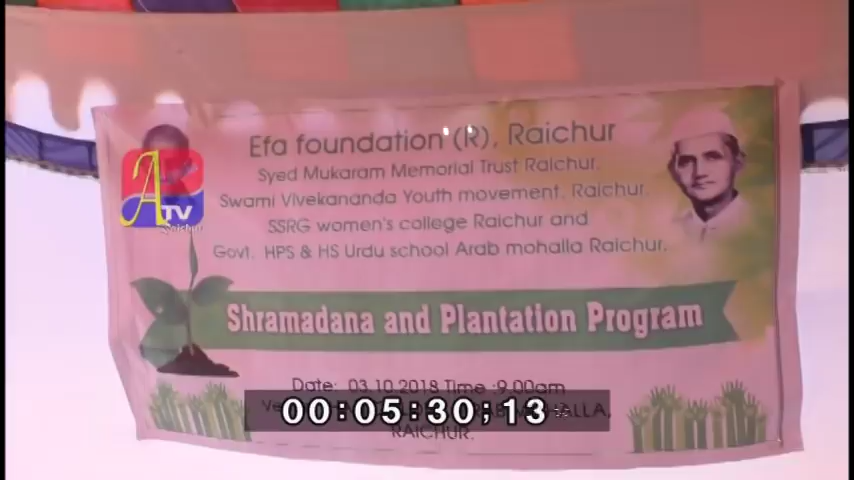 Efa foundation (R), Raichur
Syed Mukaram Memorial Trust Raichur.
Swami Vivekananda Youth movement, Raichur.
SSRG women's college Raichur and
Govt. HPS & HS Urdu school Arab mohalla Raichur.
A TV
Raichur
Shramadana and Plantation Program
Date: 03.10.2018 Time :9.00am
00:05:30;13
MOHALLA,
RAICHUR.